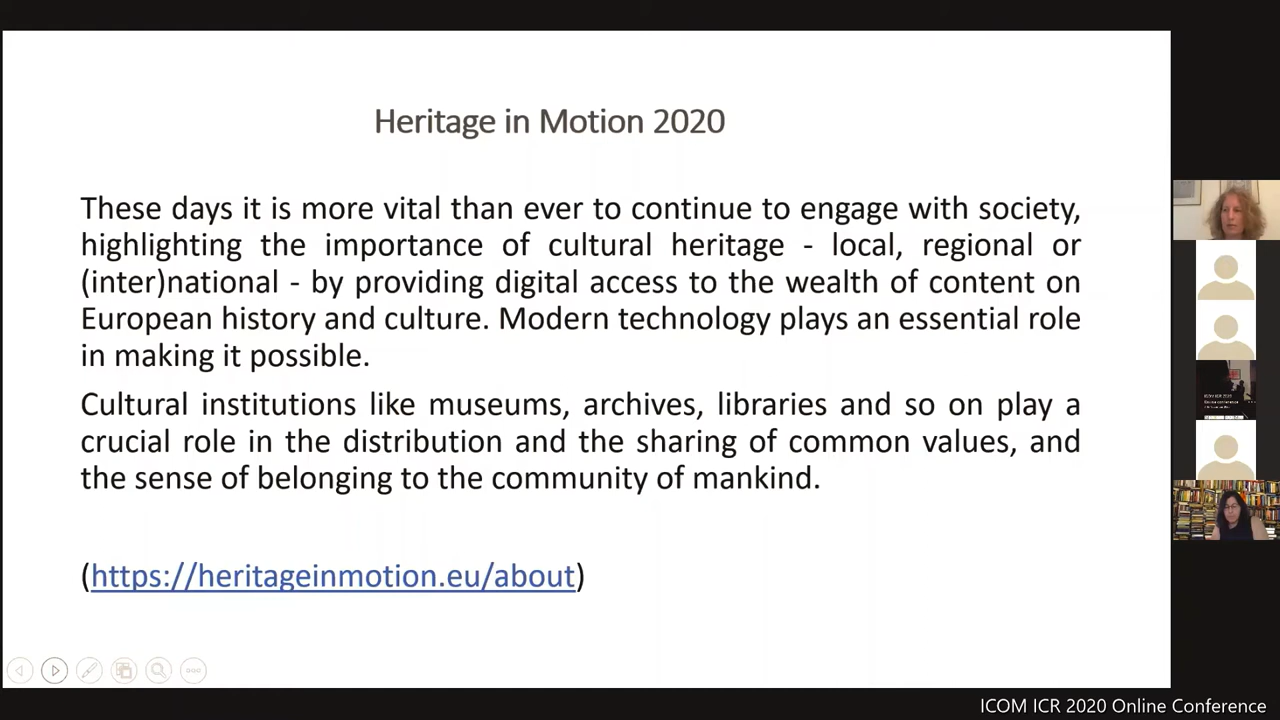 Heritage in Motion 2020
These days it is more vital than ever to continue to engage with society,
highlighting the importance of cultural heritage - local, regional or
(inter)national - by providing digital access to the wealth of content on
European history and culture. Modern technology plays an essential role
in making it possible.
Cultural institutions like museums, archives, libraries and so on play a
crucial role in the distribution and the sharing of common values, and
the sense of belonging to the community of mankind.
(https://heritageinmotion.eu/about)
ICOM ICR 2020 Online Conference